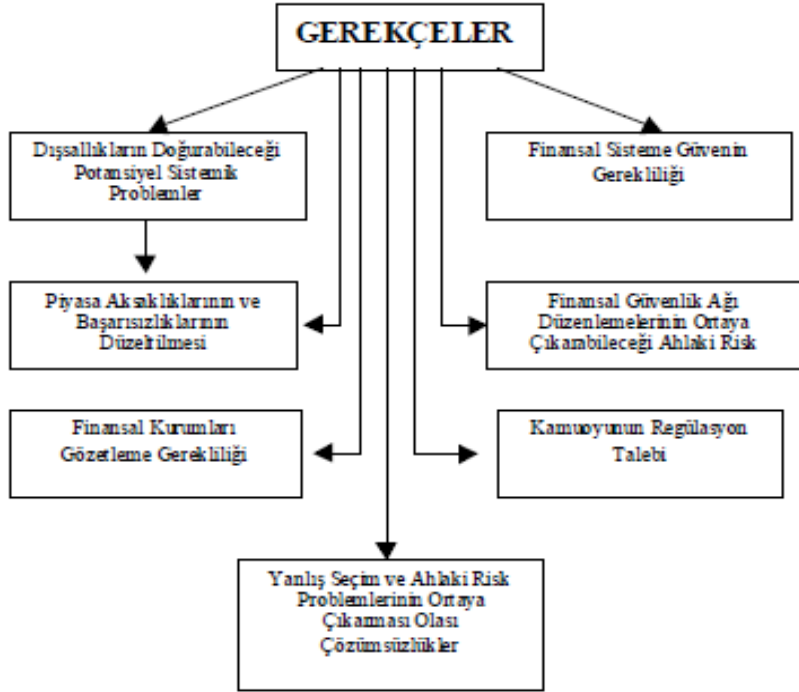 GEREKÇELER
Dışsallıkların Doğurabileceği
Potansiyel Sistemik
Problemler
Finansal Sisteme Güvenin
Gerekliliği
Piyasa Aksaklıklarının ve
Başarısızlıklarının
Düzeltilmesi
Finansal Güvenlik Ağı
Düzenlemelerinin Ortaya
Çıkarabileceği Ahlaki Risk
Finansal Kurumları
Gözetleme Gerekliliği
Kamuoyunun Regülasyon
Talebi
Yanlış Seçim ve Ahlaki Risk
Problemlerinin Ortaya
Çıkarması Olası
Çözümsüzlükler